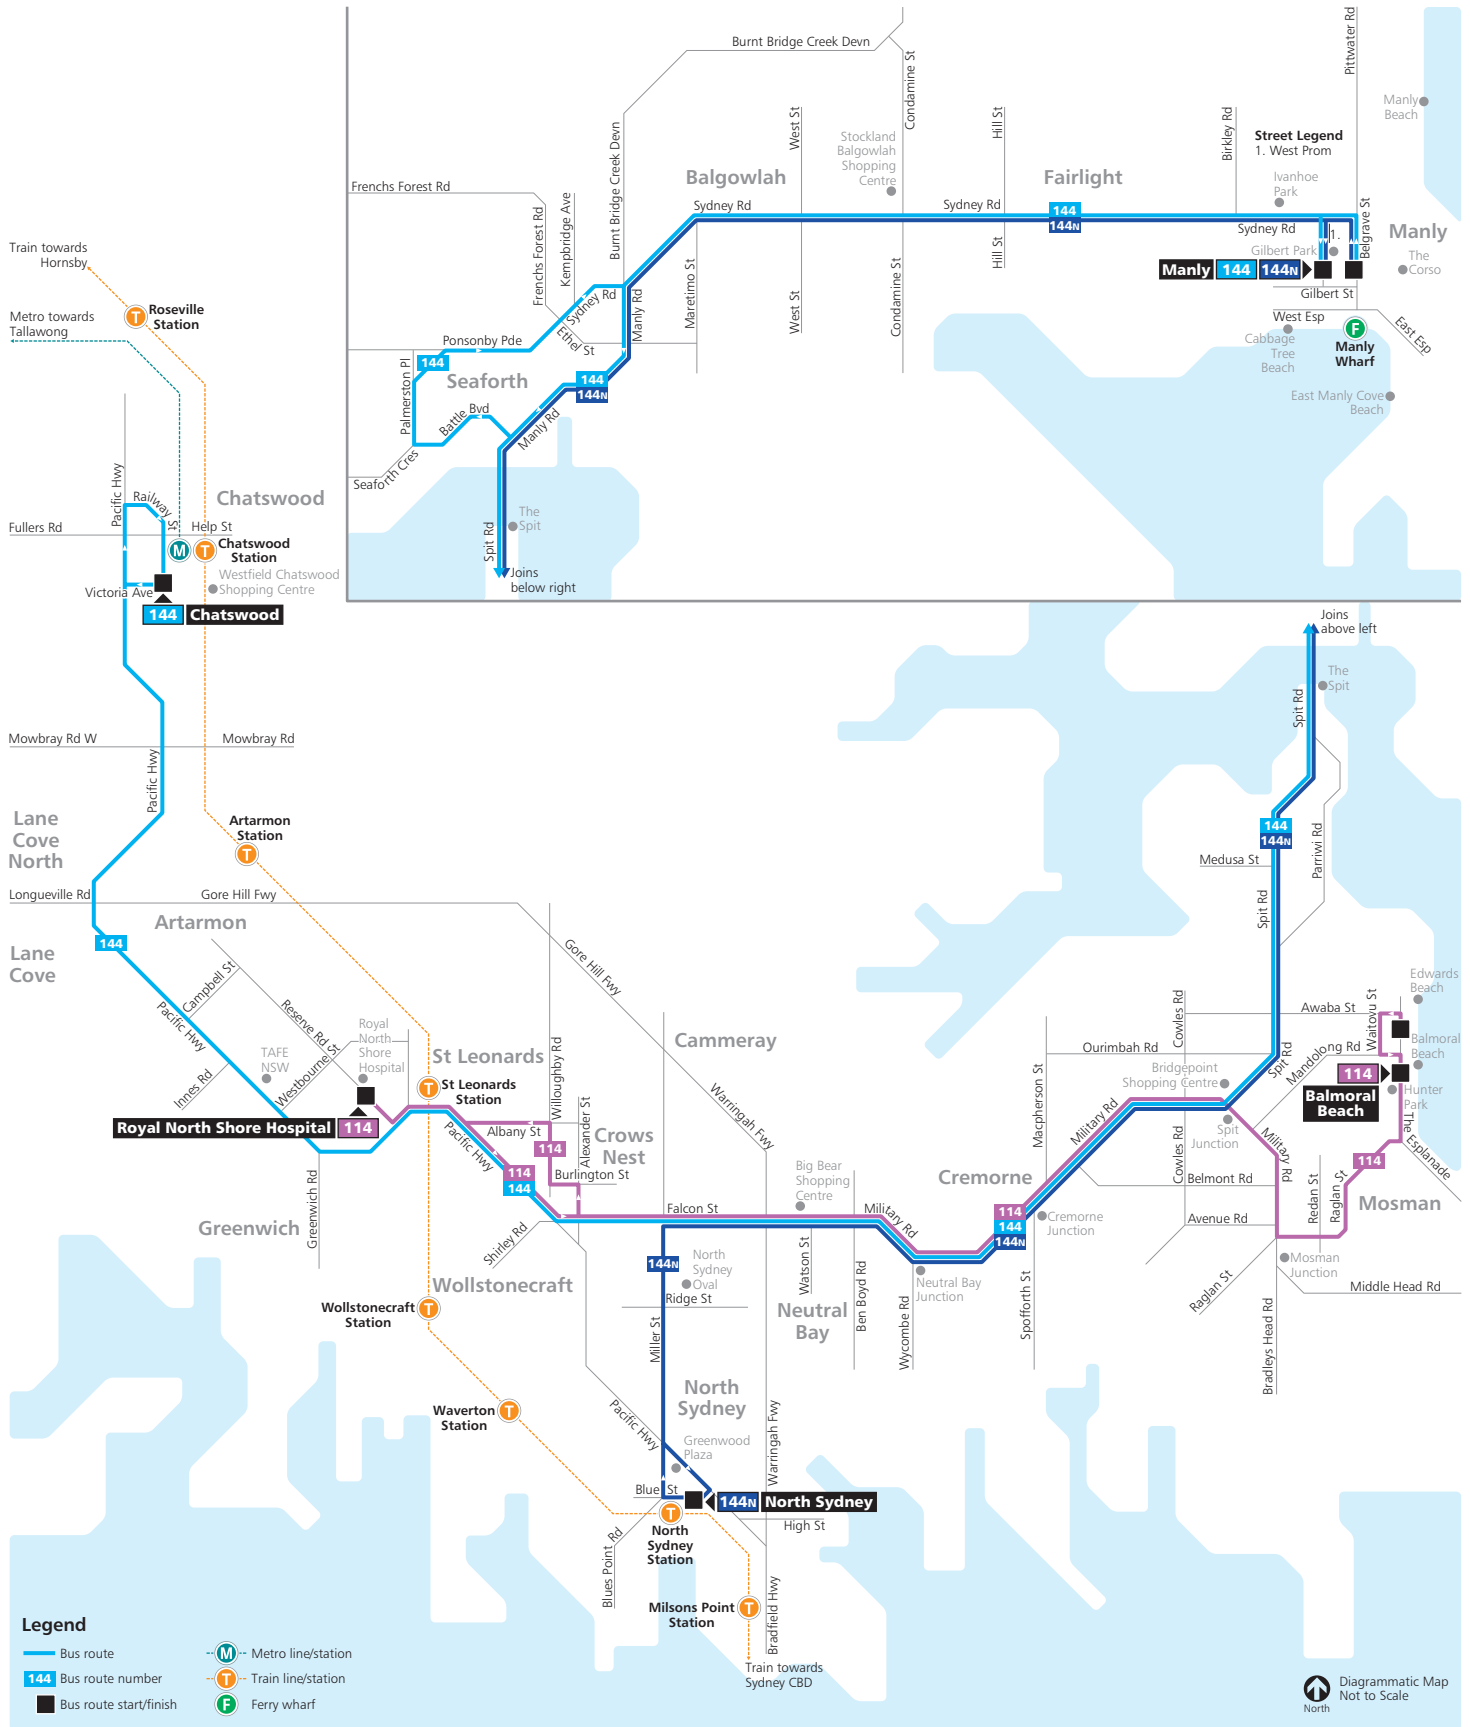 Burnt Bridge Creek Devn
Condamine St
Pittwater Rd
Manly
Beach
West St
Hill St
Birkley Rd
Street Legend
1. West Prom
Stockland
Balgowlah
Shopping
Centre
Burnt Bridge Creek Devn
Balgowlah
Fairlight
Ivanhoe
Park
Frenchs Forest Rd
Frenchs Forest Rd
Kempbridge Ave
Sydney Rd
Sydney Rd
144
144N
Sydney Rd
1.
Belgrave St
Manly
Gilbert Park
The
Corso
Manly 144 144N
Hill St
Gilbert St
Train towards
Hornsby
Roseville
Station
Metro towards
Tallawong
Sydney Rd
Manly Rd
Maretimo St
West St
Condamine St
West Esp
East Esp
F
Manly
Wharf
Cabbage
Tree
Beach
East Manly Cove
Beach
Ponsonby Pde
Ethel St
144
Seaforth
144
144N
Palmerston Pl
Battle Bvd
Manly Rd
Seaforth Cres
The
Spit
Spit Rd
Joins
below right
Pacific Hwy
Railway St
Chatswood
Fullers Rd
Help St
M
T
Chatswood
Station
Westfield Chatswood
Shopping Centre
Victoria Ave
144 Chatswood
Joins
above left
The
Spit
Spit Rd
Mowbray Rd W
Mowbray Rd
Pacific Hwy
Lane
Cove
North
Artarmon
Station
T
144
144N
Medusa St
Parriwi Rd
Longueville Rd
Gore Hill Fwy
Spit Rd
Artarmon
144
Lane
Cove
Gore Hill Fwy
Campbell St
Pacific Hwy
Reserve Rd
Westbourne St
Royal
North
Shore
Hospital
TAFE
NSW
Innes Rd
St Leonards
St Leonards
Station
T
Willoughby Rd
Cammeray
Warringah Fwy
Cowles Rd
Awaba St
Waitovu St
Edwards
Beach
Ourimbah Rd
Mandolong Rd
Balmoral
Beach
Bridgepoint
Shopping Centre
Spit Rd
114
Balmoral
Beach
Hunter
Park
Macpherson St
Military Rd
Spit
Junction
Royal North Shore Hospital 114
Pacific Hwy
Albany St
Alexander St
Crows
Nest
114
Burlington St
114
144
Cowles Rd
Military Rd
The Esplanade
114
Greenwich Rd
Greenwich
Shirley Rd
Falcon St
Big Bear
Shopping
Centre
Cremorne
Belmont Rd
Redan St
Raglan St
Mosman
Military Rd
114
144
144N
Cremorne
Junction
Avenue Rd
144N
North
Sydney
Oval
Watson St
Ben Boyd Rd
Neutral Bay
Junction
Mosman
Junction
Middle Head Rd
Raglan St
Bradleys Head Rd
Wollstonecraft
Ridge St
Neutral
Bay
Wycombe Rd
Spofforth St
Wollstonecraft
Station
T
Miller St
North
Sydney
Waverton
Station
T
Pacific Hwy
Greenwood
Plaza
Warringah Fwy
Blue St
144N North Sydney
T
North
Sydney
Station
High St
Blues Point Rd
Milsons Point
Station
T
Bradfield Hwy
Train towards
Sydney CBD
Legend
Bus route
144 Bus route number
Bus route start/finish
M Metro line/station
T Train line/station
F Ferry wharf
North
Diagrammatic Map
Not to Scale